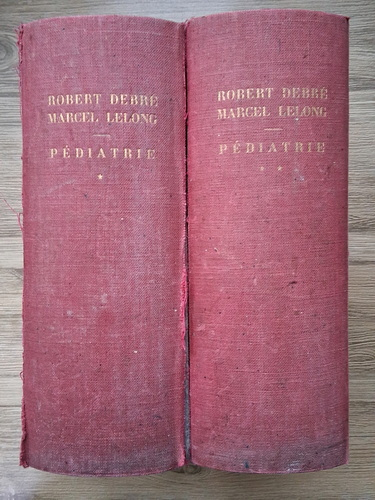 ROBERT DEBRÉ
MARCEL LELONG
PÉDIATRIE
*
ROBERT DEBRÉ
MARCEL LELONG
PÉDIATRIE
* *